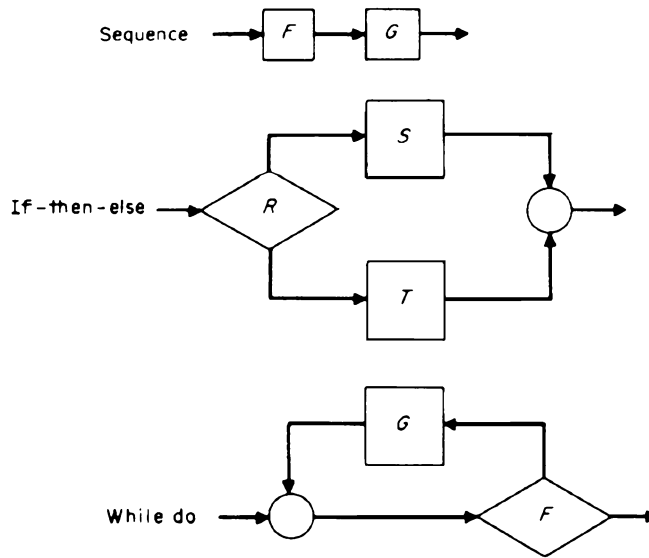 Sequence F G
S
If-then-else R
T
G
While do F